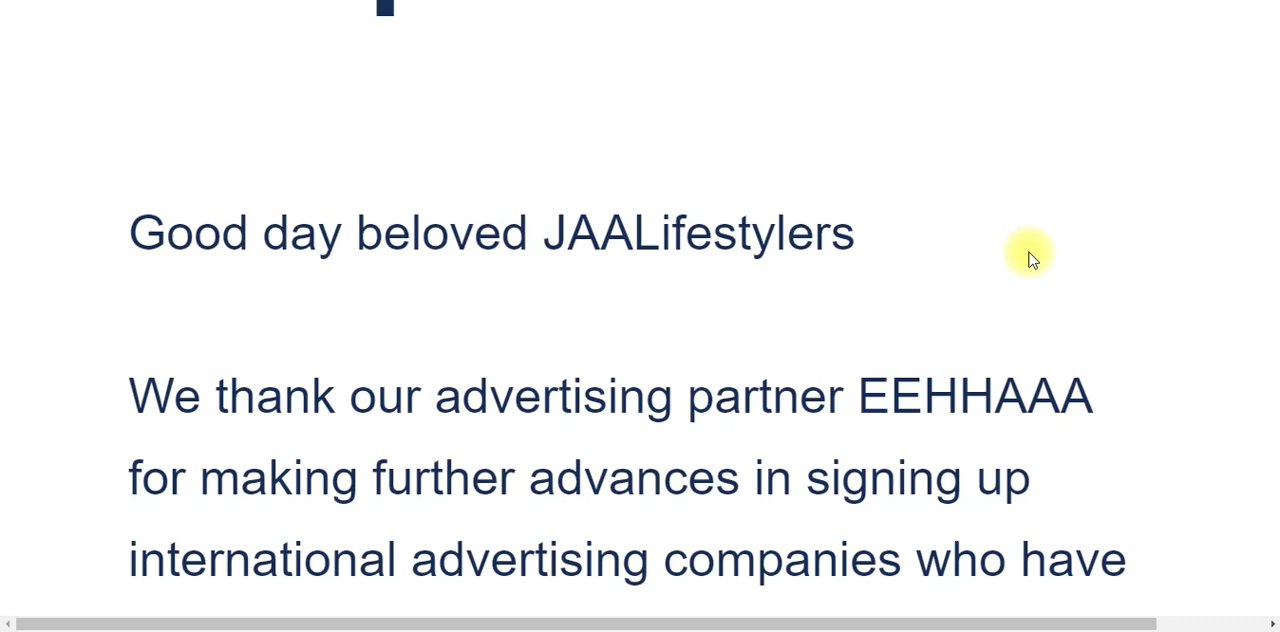 Good day beloved JAALifestylers
We thank our advertising partner EEHHAAA
for making further advances in signing up
international advertising companies who have